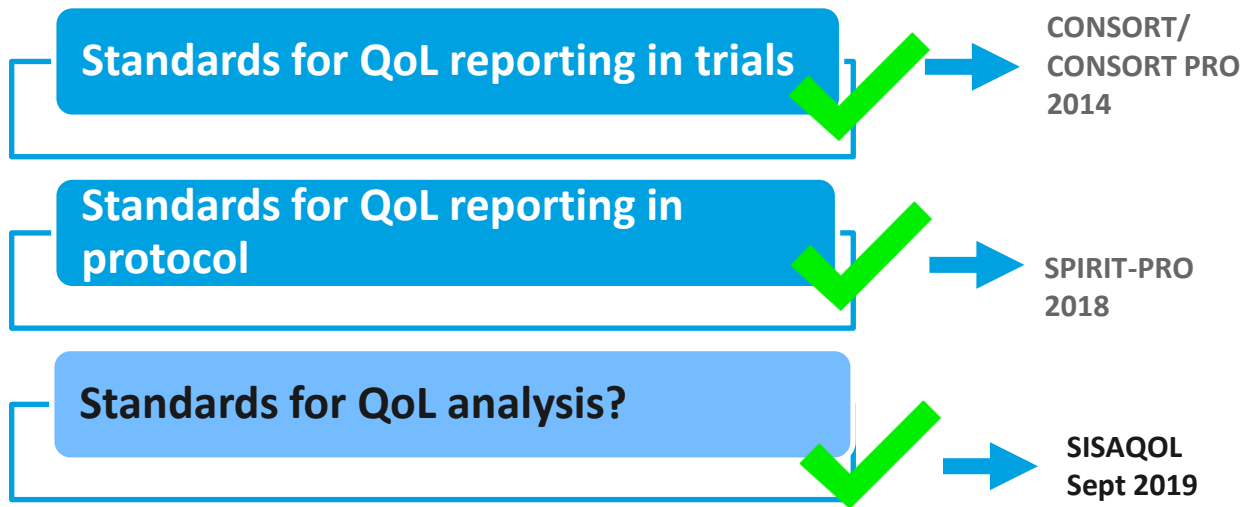 Standards for QoL reporting in trials
CONSORT/
CONSORT PRO
2014
Standards for QoL reporting in
protocol
SPIRIT-PRO
2018
Standards for QoL analysis?
SISAQOL
Sept 2019